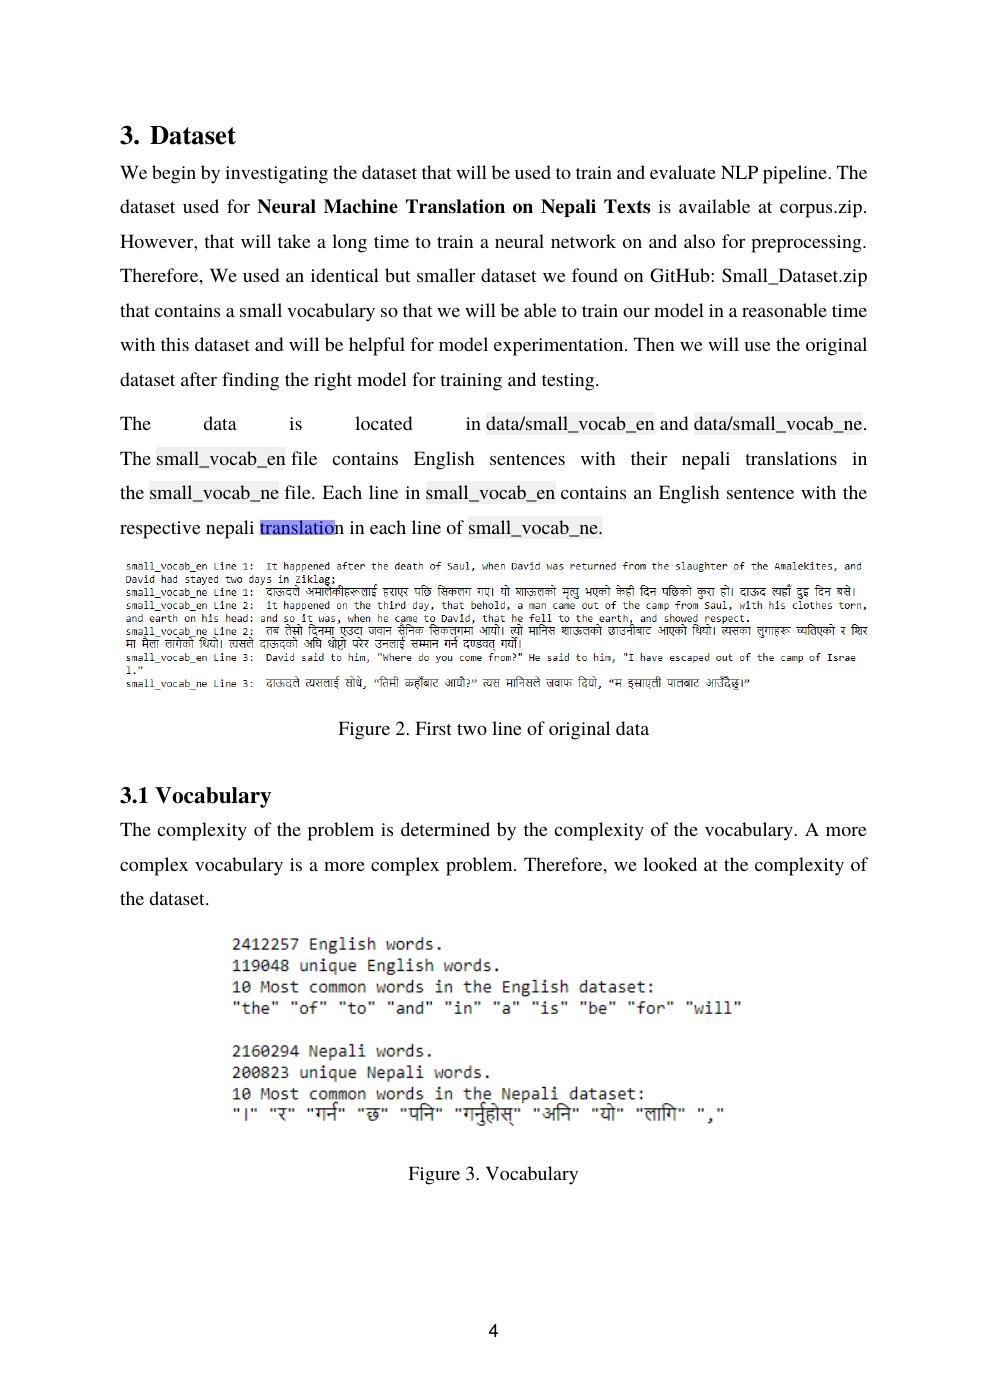 3. Dataset
We begin by investigating the dataset that will be used to train and evaluate NLP pipeline. The
dataset used for Neural Machine Translation on Nepali Texts is available at corpus.zip.
However, that will take a long time to train a neural network on and also for preprocessing.
Therefore, We used an identical but smaller dataset we found on GitHub: Small_Dataset.zip
that contains a small vocabulary so that we will be able to train our model in a reasonable time
with this dataset and will be helpful for model experimentation. Then we will use the original
dataset after finding the right model for training and testing.
The data is located in data/small_vocab_en and data/small_vocab_ne.
The small_vocab_en file contains English sentences with their nepali translations in
the small_vocab_ne file. Each line in small_vocab_en contains an English sentence with the
respective nepali translation in each line of small_vocab_ne.
small_vocab_en Line 1: It happened after the death of Saul, when David was returned from the slaughter of the Amalekites, and
David had stayed two days in Ziklag;
small_vocab_ne Line 1: दाऊदले अमालेकीहरूलाई हराएर पछि सिकलग गए। यो शाऊलको मृत्यु भएको केही दिन पछिको कुरा हो। दाऊद त्यहाँ दुइ दिन बसे।
small_vocab_en Line 2: it happened on the third day, that behold, a man came out of the camp from Saul, with his clothes torn,
and earth on his head: and so it was, when he came to David, that he fell to the earth, and showed respect.
small_vocab_ne Line 2: तब तेस्रो दिनमा एउटा जवान सैनिक सिकलगमा आयो। त्यो मानिस शाऊलको छाउनीबाट आएको थियो। त्यसका लुगाहरू च्यतिएको र शिर
मा मैला लागेको थियो। त्यसले दाऊदको अघि घोप्टो परेर उनलाई सम्मान गर्न दण्डवत् गर्यो।
small_vocab_en Line 3: David said to him, "Where do you come from?" He said to him, "I have escaped out of the camp of Israe
l."
small_vocab_ne Line 3: दाऊदले त्यसलाई सोधे, “तिमी कहाँबाट आयौ?” त्यस मानिसले जवाफ दियो, “म इस्राएली पालबाट आउँदैछु।”
Figure 2. First two line of original data
3.1 Vocabulary
The complexity of the problem is determined by the complexity of the vocabulary. A more
complex vocabulary is a more complex problem. Therefore, we looked at the complexity of
the dataset.
2412257 English words.
119048 unique English words.
10 Most common words in the English dataset:
"the" "of" "to" "and" "in" "a" "is" "be" "for" "will"
2160294 Nepali words.
200823 unique Nepali words.
10 Most common words in the Nepali dataset:
"।" "र" "गर्न" "छ" "पनि" "गर्नुहोस्" "अनि" "यो" "लागि" ","
Figure 3. Vocabulary
4